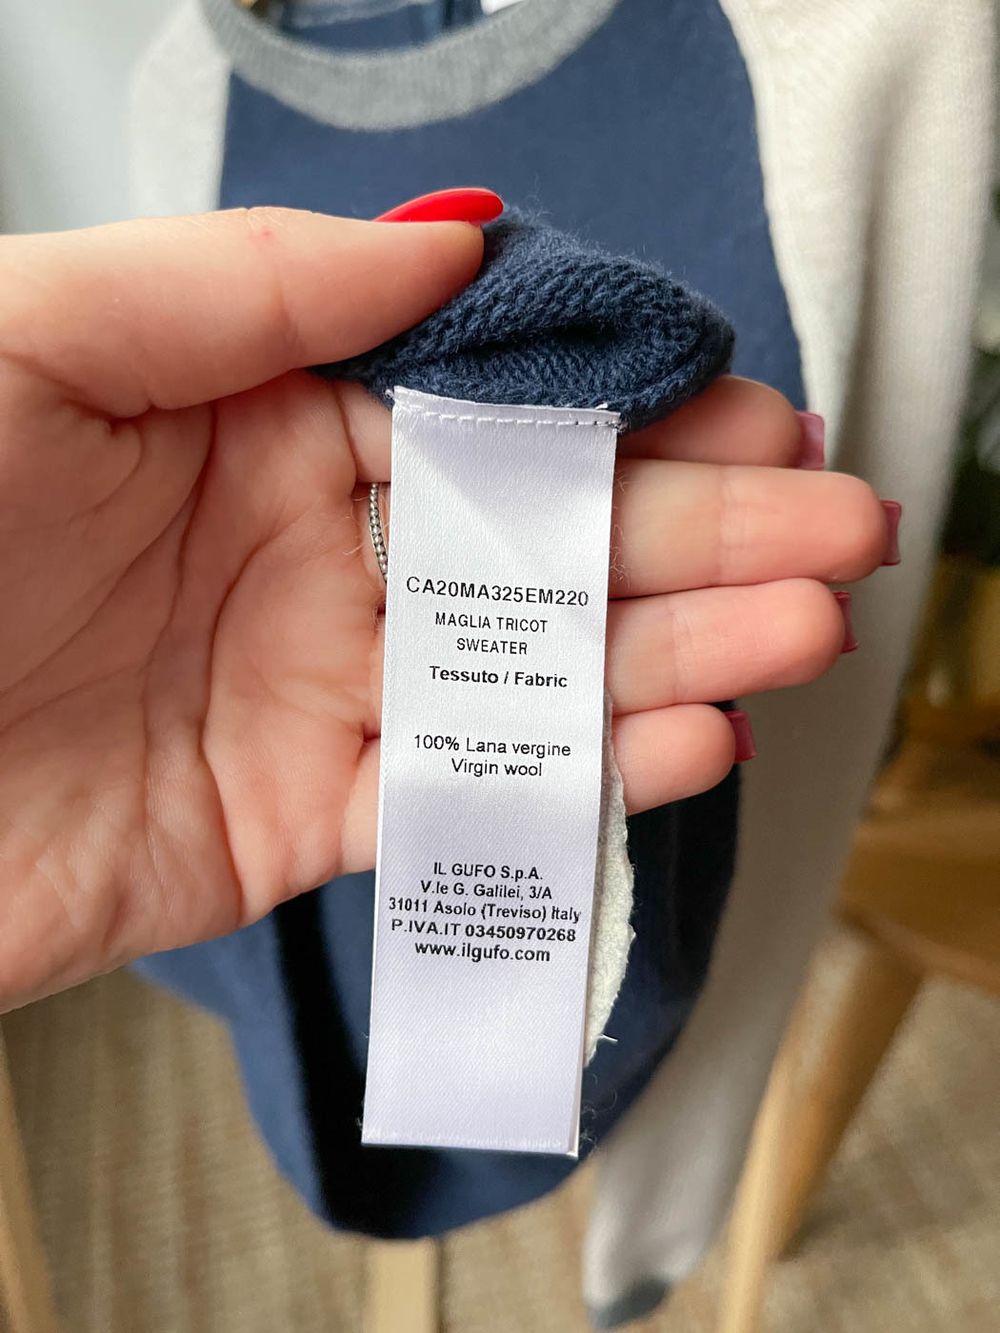 CA20MA325EM220
MAGLIA TRICOT
SWEATER
Tessuto / Fabric
100% Lana vergine
Virgin wool
IL GUFO S.p.A.
V.le G. Galilei, 3/A
31011 Asolo (Treviso) Italy
P.IVA.IT 03450970268
www.ilgufo.com